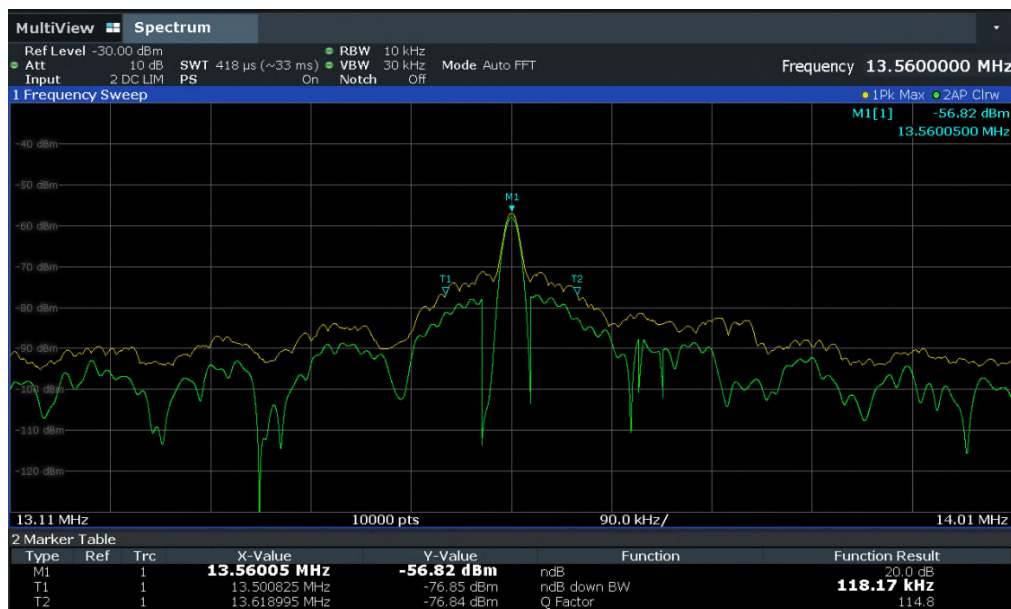 MultiView Spectrum
Ref Level -30.00 dBm RBW 10 kHz
Att 10 dB SWT 418 µs (~33 ms) VBW 30 kHz Mode Auto FFT Frequency 13.5600000 MHz
Input 2 DC LIM PS On Notch Off
1 Frequency Sweep 1Pk Max 2AP Clrw
M1[1] -56.82 dBm
13.5600500 MHz
-40 dBm
-50 dBm
M1
-60 dBm
-70 dBm
T1 T2
-80 dBm
-90 dBm
-100 dBm
-110 dBm
-120 dBm
13.11 MHz 10000 pts 90.0 kHz/ 14.01 MHz
2 Marker Table
Type Ref Trc X-Value Y-Value Function Function Result
M1 1 13.56005 MHz -56.82 dBm ndB 20.0 dB
T1 1 13.500825 MHz -76.85 dBm ndB down BW 118.17 kHz
T2 1 13.618995 MHz -76.84 dBm Q Factor 114.8